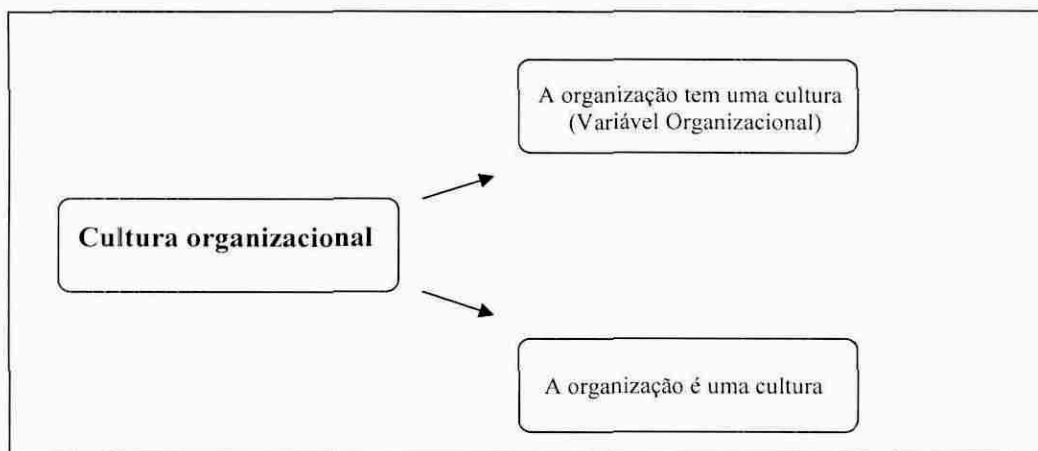 A organização tem uma cultura
(Variável Organizacional)
Cultura organizacional
A organização é uma cultura